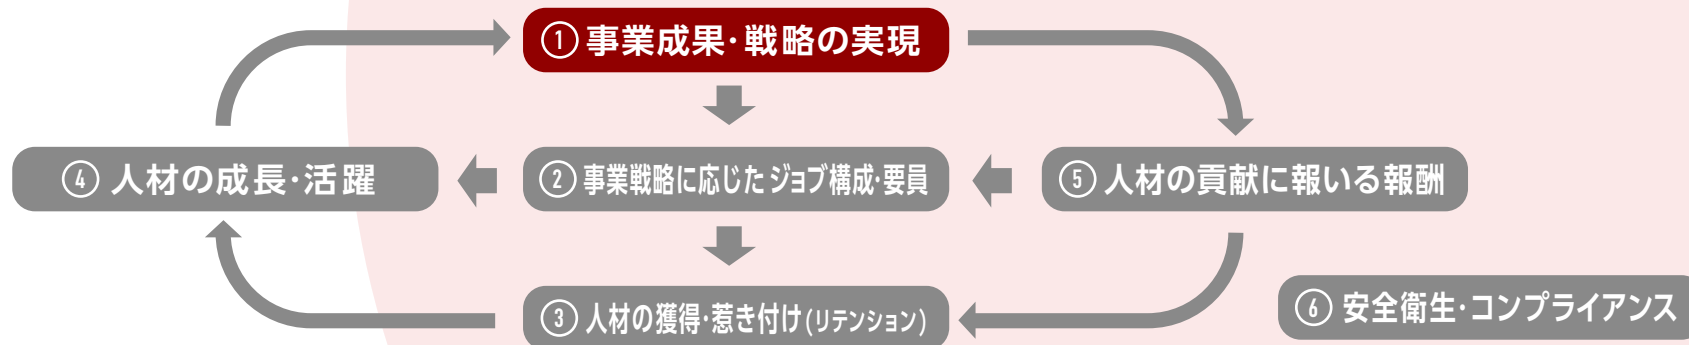 ① 事業成果・戦略の実現
④ 人材の成長・活躍
② 事業戦略に応じた ジョブ構成・要員
⑤ 人材の貢献に報いる報酬
③ 人材の獲得・惹き付け(リテンション)
⑥ 安全衛生・コンプライアンス